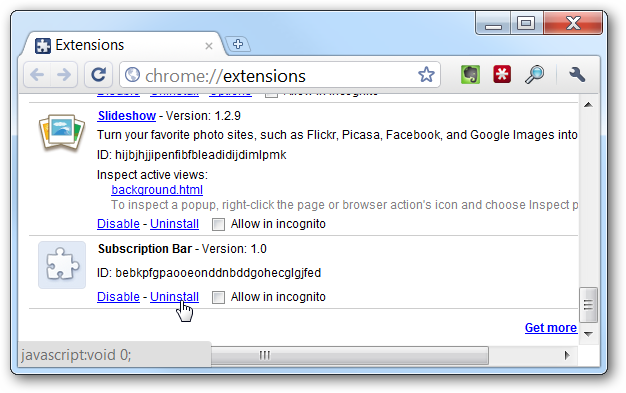 Extensions
chrome://extensions
Disable - Uninstall - Options Allow in incognito
Slideshow - Version: 1.2.9
Turn your favorite photo sites, such as Flickr, Picasa, Facebook, and Google Images into
ID: hijbjhjjipenfibfbleadidijdimlpmk
Inspect active views:
background.html
To inspect a popup, right-click the page or browser action's icon and choose Inspect p
Disable - Uninstall Allow in incognito
Subscription Bar - Version: 1.0
ID: bebkpfgpaooeonddnbddgohecglgjfed
Disable - Uninstall Allow in incognito
Get more
javascript:void 0;